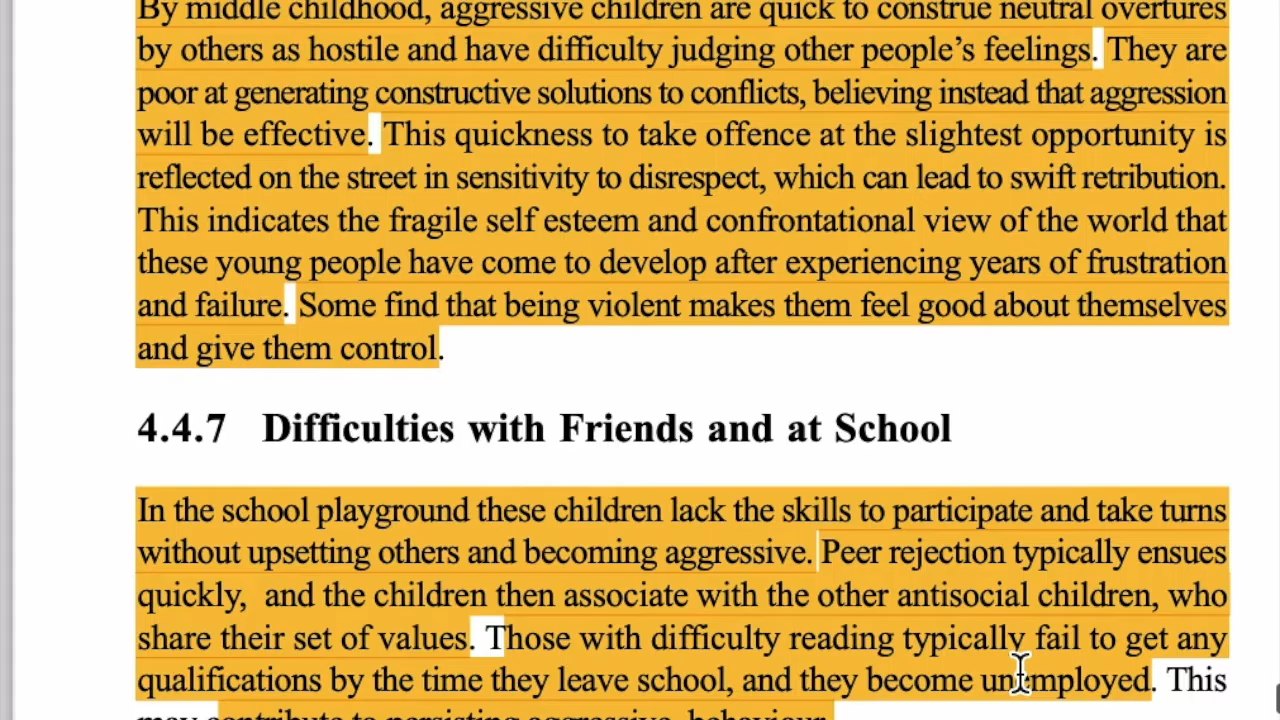 By middle childhood, aggressive children are quick to construe neutral overtures
by others as hostile and have difficulty judging other people’s feelings. They are
poor at generating constructive solutions to conflicts, believing instead that aggression
will be effective. This quickness to take offence at the slightest opportunity is
reflected on the street in sensitivity to disrespect, which can lead to swift retribution.
This indicates the fragile self esteem and confrontational view of the world that
these young people have come to develop after experiencing years of frustration
and failure. Some find that being violent makes them feel good about themselves
and give them control.
4.4.7 Difficulties with Friends and at School
In the school playground these children lack the skills to participate and take turns
without upsetting others and becoming aggressive. Peer rejection typically ensues
quickly, and the children then associate with the other antisocial children, who
share their set of values. Those with difficulty reading typically fail to get any
qualifications by the time they leave school, and they become unemployed. This
may contribute to persisting aggressive behaviour.